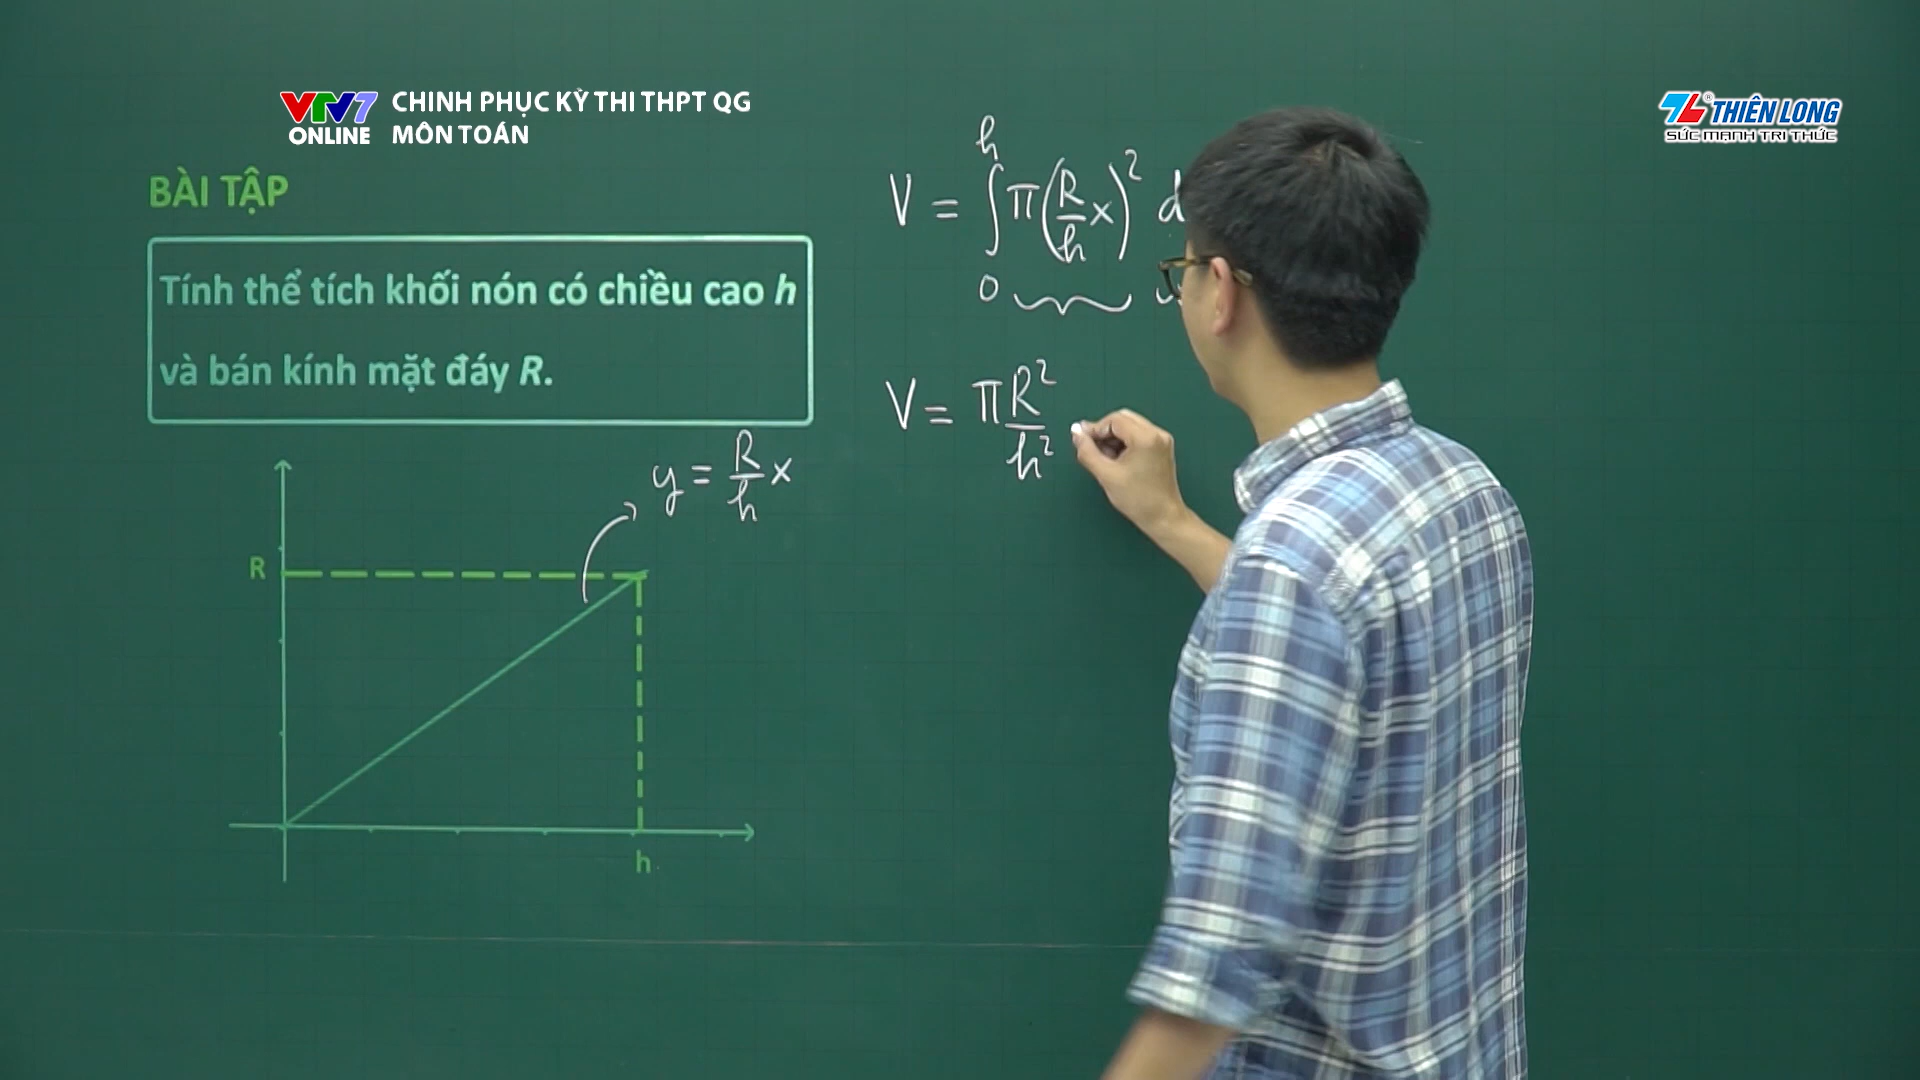 VTV7 ONLINE
CHINH PHỤC KỲ THI THPT QG
MÔN TOÁN
THIÊN LONG
SỨC MẠNH TRI THỨC
BÀI TẬP
Tính thể tích khối nón có chiều cao h
và bán kính mặt đáy R.
y = R/h x
R
h
V = ∫₀ʰ π(R/h x)² d
V = πR²/h²